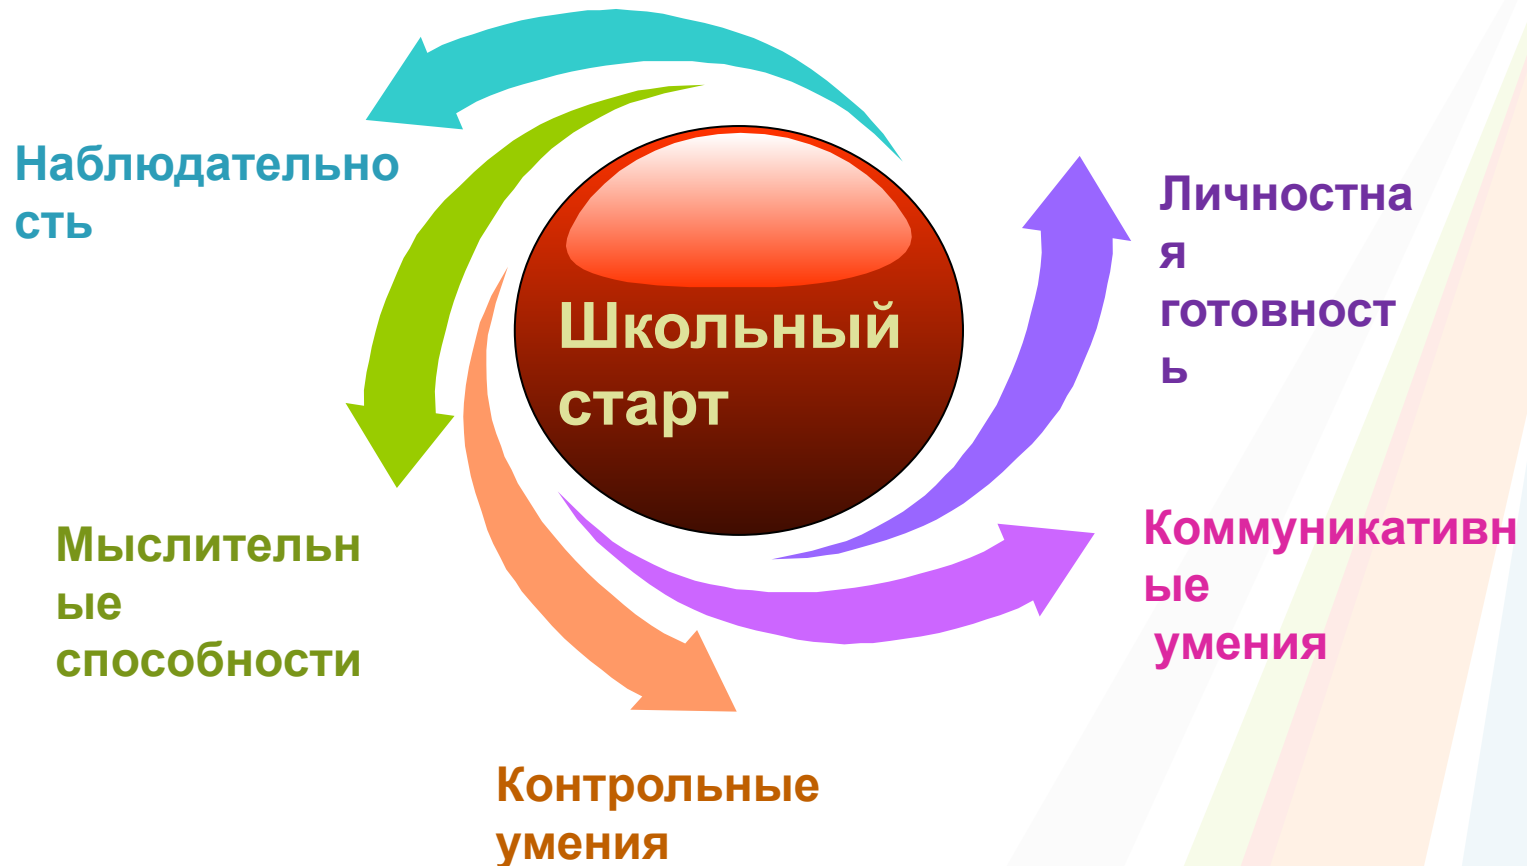 Наблюдательно
сть
Личностна
я
готовност
ь
Школьный
старт
Мыслительн
ые
способности
Коммуникативн
ые
умения
Контрольные
умения